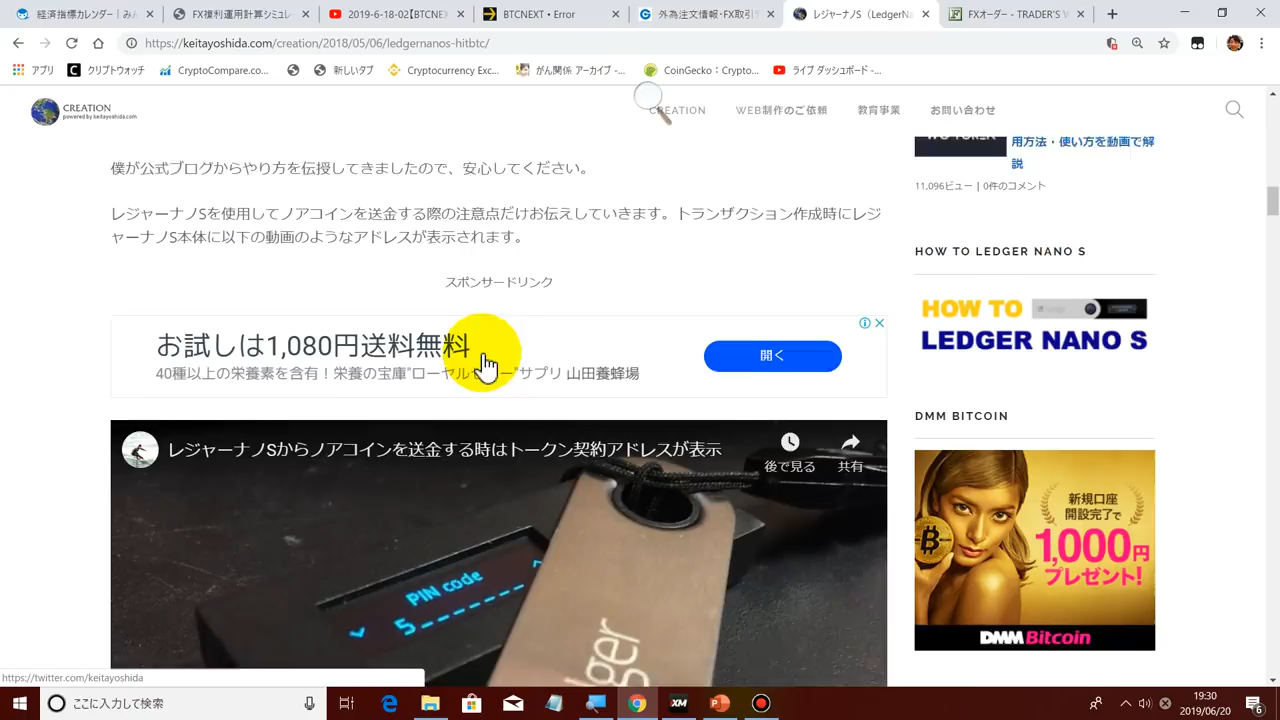 経済指標カレンダー
FX複利運用計算シミュレ
2019-6-18-02【BTCNEX
BTCNEXT・Error
外為注文情報･FX取引
レジャーナノS（LedgerNa
FXオーダー - TRADER'S W
https://keitayoshida.com/creation/2018/05/06/ledgernanos-hitbtc/
アプリ
クリプトウォッチ
CryptoCompare.co...
新しいタブ
Cryptocurrency Exc...
がん関係 アーカイブ -...
CoinGecko：Crypto...
ライブ ダッシュボード -...
CREATION
powered by keitayoshida.com
CREATION WEB制作のご依頼 教育事業 お問い合わせ
僕が公式ブログからやり方を伝授してきましたので、安心してください。
レジャーナノSを使用してノアコインを送金する際の注意点だけお伝えしていきます。トランザクション作成時にレジ
ャーナノS本体に以下の動画のようなアドレスが表示されます。
スポンサードリンク
お試しは1,080円送料無料
40種以上の栄養素を含有！栄養の宝庫"ローヤルゼリー"サプリ 山田養蜂場
開く
レジャーナノSからノアコインを送金する時はトークン契約アドレスが表示
後で見る
共有
PIN code
5
ger
用方法・使い方を動画で解
説
11,096ビュー | 0件のコメント
HOW TO LEDGER NANO S
HOW TO
LEDGER NANO S
DMM BITCOIN
新規口座
開設完了で
1,000円
プレゼント!
DMM Bitcoin
https://twitter.com/keitayoshida
ここに入力して検索
XM
19:30
2019/06/20
6